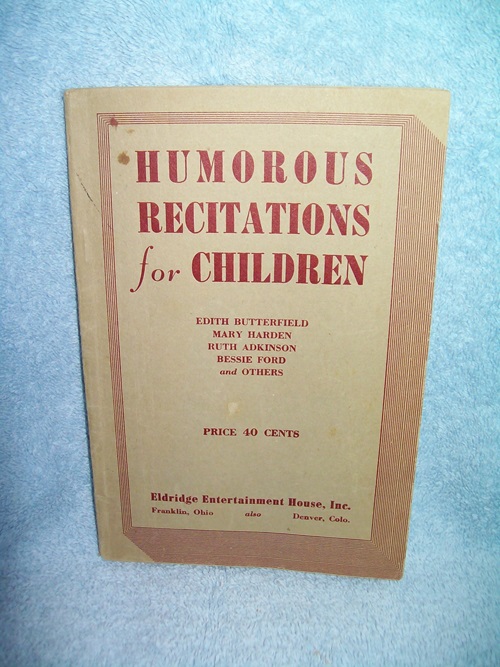 HUMOROUS
RECITATIONS
for CHILDREN
EDITH BUTTERFIELD
MARY HARDEN
RUTH ADKINSON
BESSIE FORD
and OTHERS
PRICE 40 CENTS
Eldridge Entertainment House, Inc.
Franklin, Ohio also Denver, Colo.